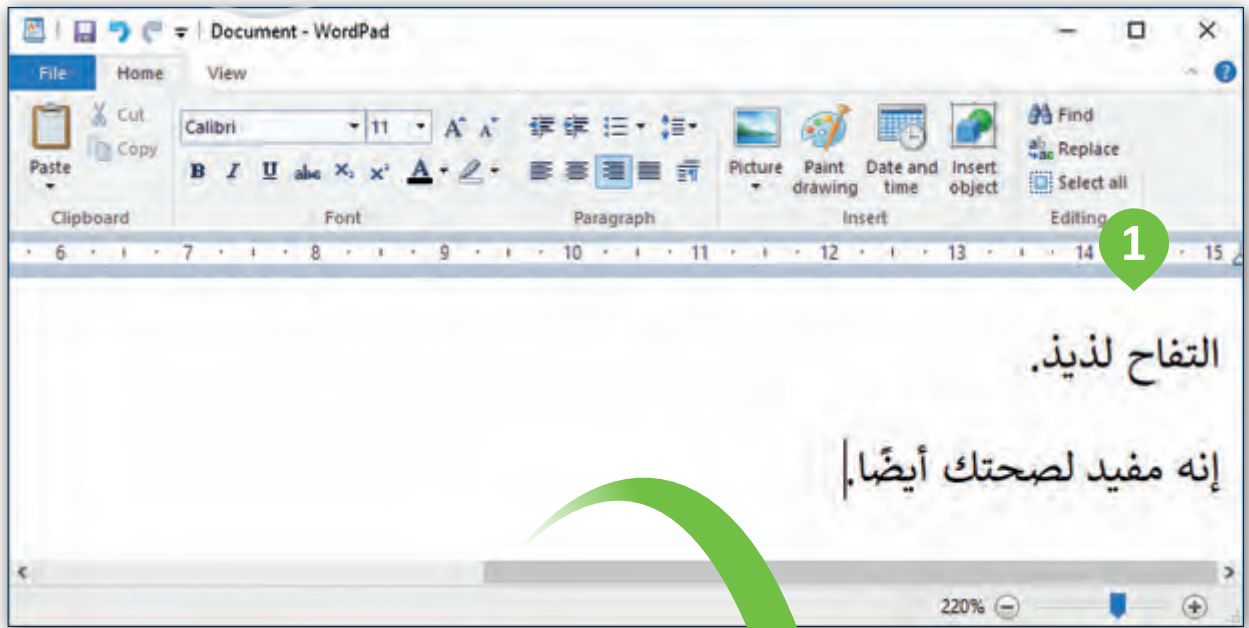 Document - WordPad
File Home View
Cut
Calibri 11
Find
Copy
Replace
Paste
B I U abc X₂ X² A
Picture Paint drawing Date and time Insert object
Select all
Clipboard Font Paragraph Insert Editing
6 7 8 9 10 11 12 13 14 15
1
التفاح لذيذ.
إنه مفيد لصحتك أيضًا.
220%